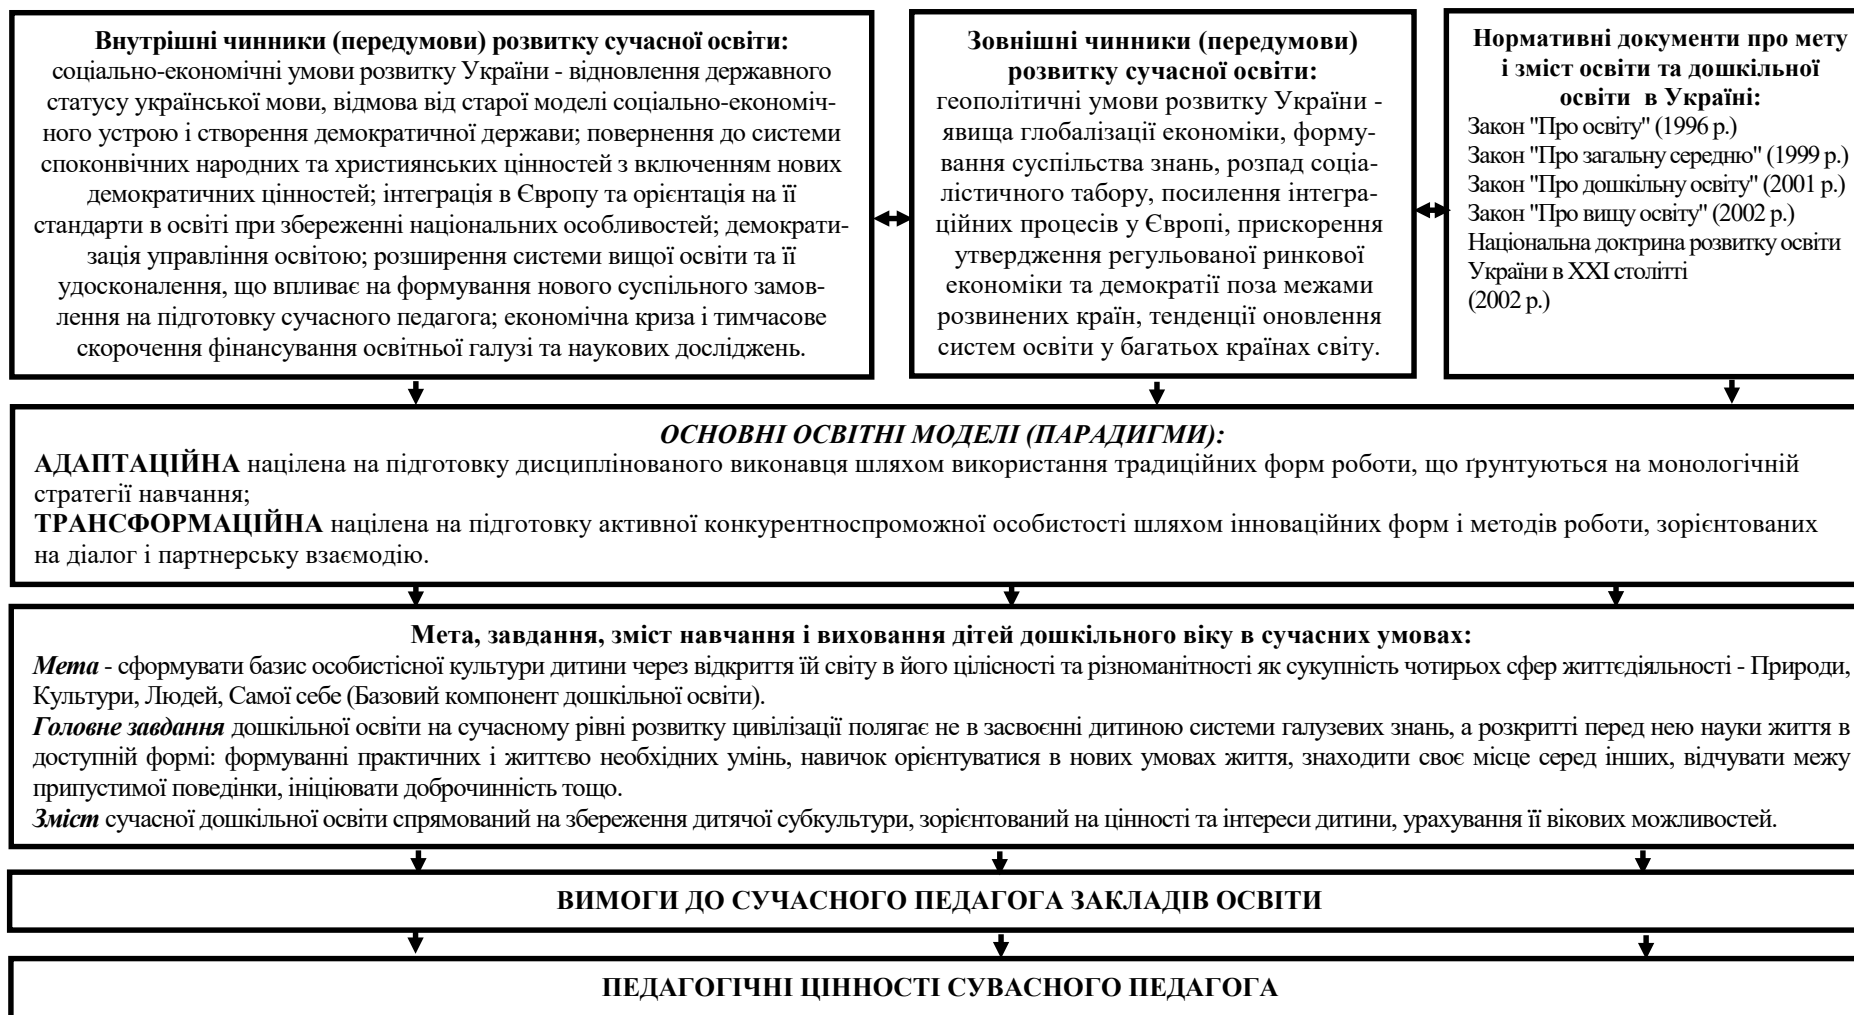 Внутрішні чинники (передумови) розвитку сучасної освіти:
соціально-економічні умови розвитку України - відновлення державного
статусу української мови, відмова від старої моделі соціально-економіч-
ного устрою і створення демократичної держави; повернення до системи
споконвічних народних та християнських цінностей з включенням нових
демократичних цінностей; інтеграція в Європу та орієнтація на її
стандарти в освіті при збереженні національних особливостей; демократи-
зація управління освітою; розширення системи вищої освіти та її
удосконалення, що впливає на формування нового суспільного замов-
лення на підготовку сучасного педагога; економічна криза і тимчасове
скорочення фінансування освітньої галузі та наукових досліджень.
Зовнішні чинники (передумови)
розвитку сучасної освіти:
геополітичні умови розвитку України -
явища глобалізації економіки, форму-
вання суспільства знань, розпад соціа-
лістичного табору, посилення інтегра-
ційних процесів у Європі, прискорення
утвердження регульованої ринкової
економіки та демократії поза межами
розвинених країн, тенденції оновлення
систем освіти у багатьох країнах світу.
Нормативні документи про мету
і зміст освіти та дошкільної
освіти в Україні:
Закон "Про освіту" (1996 р.)
Закон "Про загальну середню" (1999 р.)
Закон "Про дошкільну освіту" (2001 р.)
Закон "Про вищу освіту" (2002 р.)
Національна доктрина розвитку освіти
України в XXI столітті
(2002 р.)
ОСНОВНІ ОСВІТНІ МОДЕЛІ (ПАРАДИГМИ):
АДАПТАЦІЙНА націлена на підготовку дисциплінованого виконавця шляхом використання традиційних форм роботи, що ґрунтуються на монологічній
стратегії навчання;
ТРАНСФОРМАЦІЙНА націлена на підготовку активної конкурентноспроможної особистості шляхом інноваційних форм і методів роботи, зорієнтованих
на діалог і партнерську взаємодію.
Мета, завдання, зміст навчання і виховання дітей дошкільного віку в сучасних умовах:
Мета - сформувати базис особистісної культури дитини через відкриття їй світу в його цілісності та різноманітності як сукупність чотирьох сфер життєдіяльності - Природи,
Культури, Людей, Самої себе (Базовий компонент дошкільної освіти).
Головне завдання дошкільної освіти на сучасному рівні розвитку цивілізації полягає не в засвоєнні дитиною системи галузевих знань, а розкритті перед нею науки життя в
доступній формі: формуванні практичних і життєво необхідних умінь, навичок орієнтуватися в нових умовах життя, знаходити своє місце серед інших, відчувати межу
припустимої поведінки, ініціювати доброчинність тощо.
Зміст сучасної дошкільної освіти спрямований на збереження дитячої субкультури, зорієнтований на цінності та інтереси дитини, урахування її вікових можливостей.
ВИМОГИ ДО СУЧАСНОГО ПЕДАГОГА ЗАКЛАДІВ ОСВІТИ
ПЕДАГОГІЧНІ ЦІННОСТІ СУВАСНОГО ПЕДАГОГА